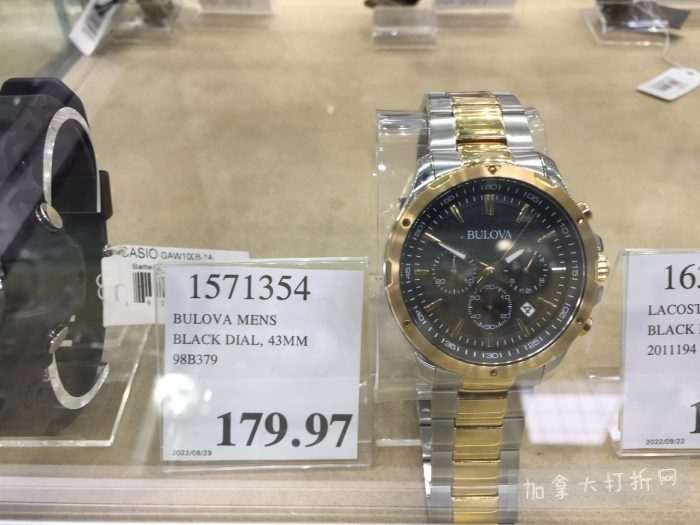 CASIO GAW100B-1A
1571354
BULOVA MENS
BLACK DIAL, 43MM
98B379
179.97
2022/08/29
BULOVA
LACOST
BLACK
2011194
2022/09/22
加拿大打折网